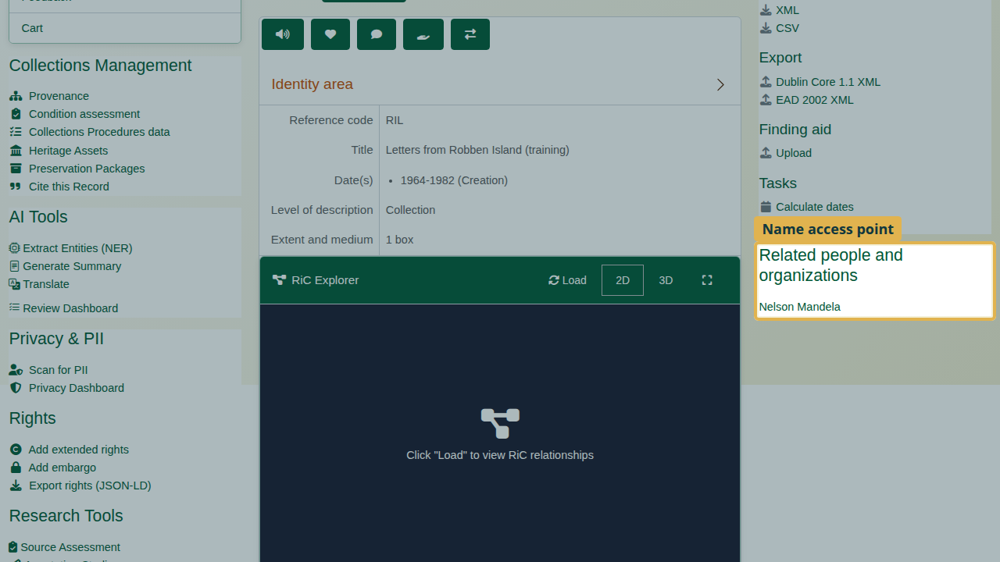 Cart
Collections Management
Provenance
Condition assessment
Collections Procedures data
Heritage Assets
Preservation Packages
Cite this Record
AI Tools
Extract Entities (NER)
Generate Summary
Translate
Review Dashboard
Privacy & PII
Scan for PII
Privacy Dashboard
Rights
Add extended rights
Add embargo
Export rights (JSON-LD)
Research Tools
Source Assessment
Identity area
Reference code RIL
Title Letters from Robben Island (training)
Date(s) • 1964-1982 (Creation)
Level of description Collection
Extent and medium 1 box
RiC Explorer Load 2D 3D
Click "Load" to view RiC relationships
XML
CSV
Export
Dublin Core 1.1 XML
EAD 2002 XML
Finding aid
Upload
Tasks
Calculate dates
Name access point
Related people and
organizations
Nelson Mandela